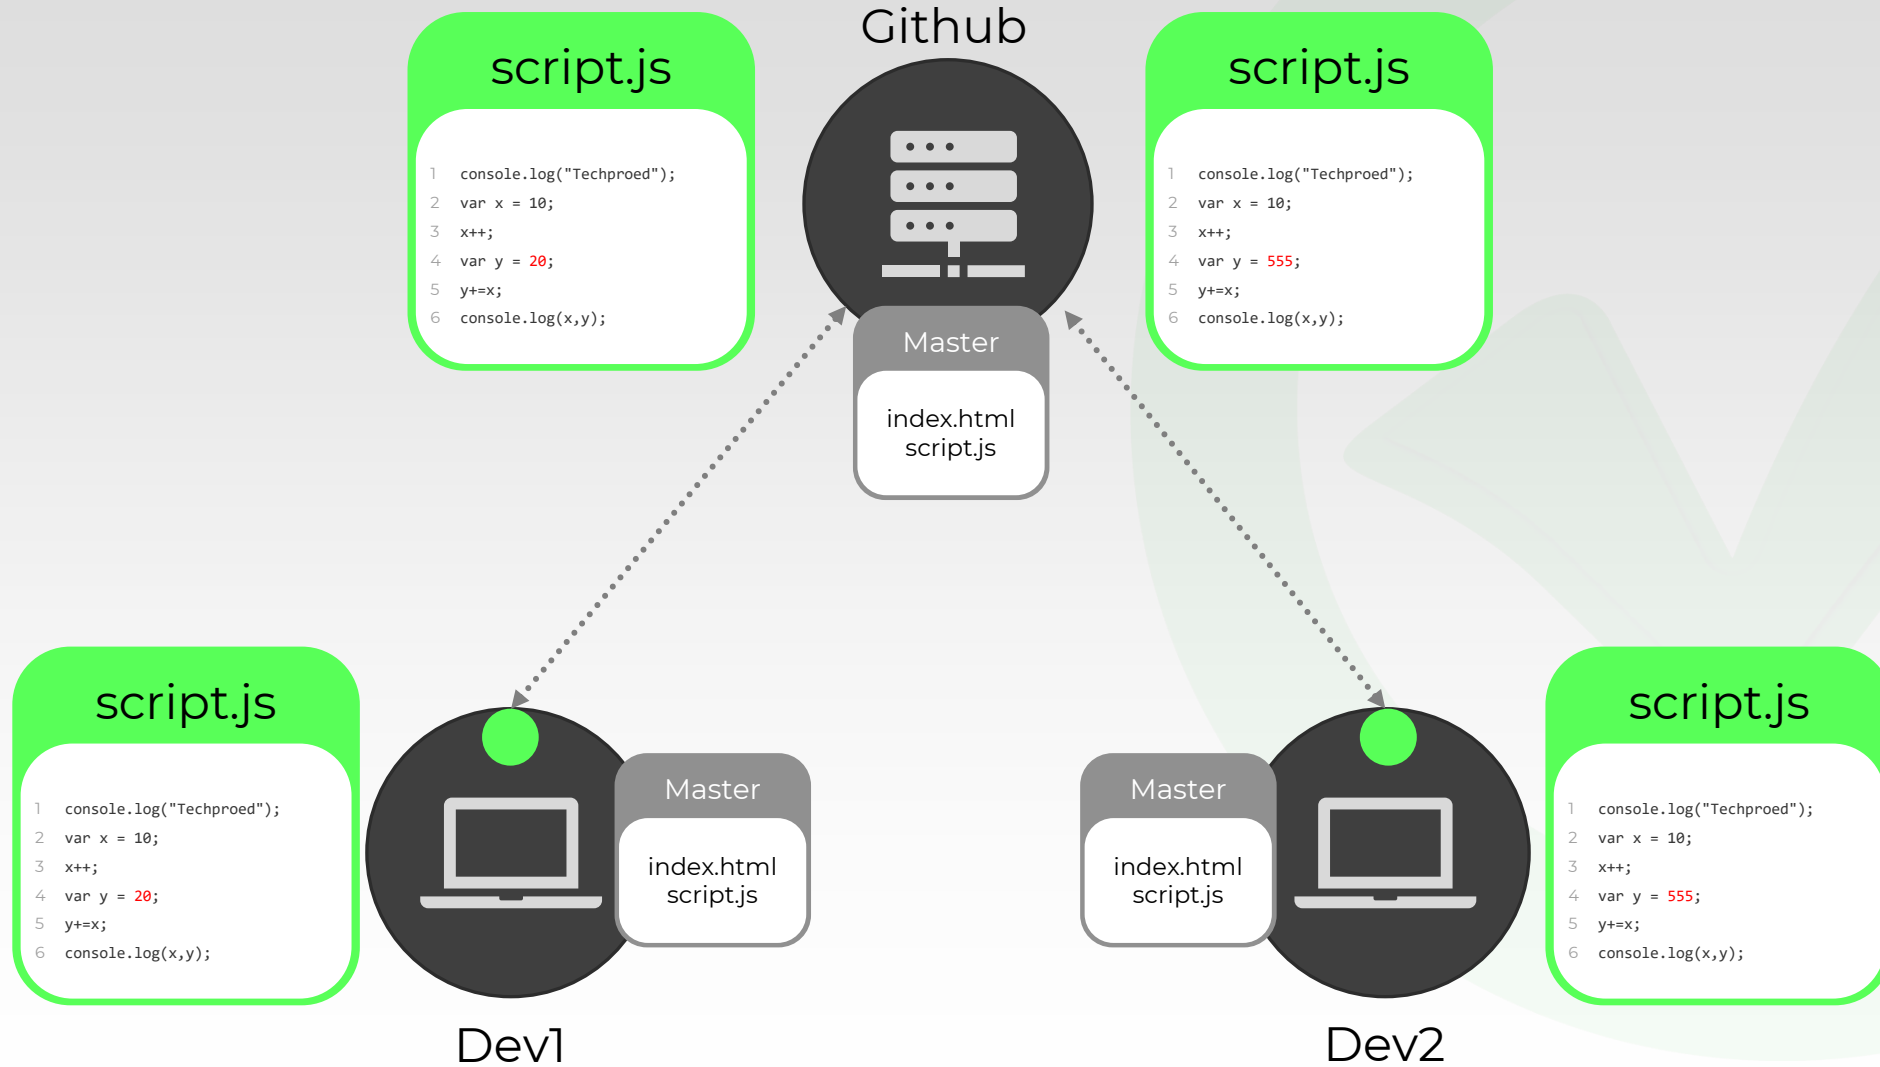 Github
script.js
1 console.log("Techproed");
2 var x = 10;
3 x++;
4 var y = 20;
5 y+=x;
6 console.log(x,y);
script.js
1 console.log("Techproed");
2 var x = 10;
3 x++;
4 var y = 555;
5 y+=x;
6 console.log(x,y);
Master
index.html
script.js
script.js
1 console.log("Techproed");
2 var x = 10;
3 x++;
4 var y = 20;
5 y+=x;
6 console.log(x,y);
Master
index.html
script.js
Dev1
Master
index.html
script.js
Dev2
script.js
1 console.log("Techproed");
2 var x = 10;
3 x++;
4 var y = 555;
5 y+=x;
6 console.log(x,y);